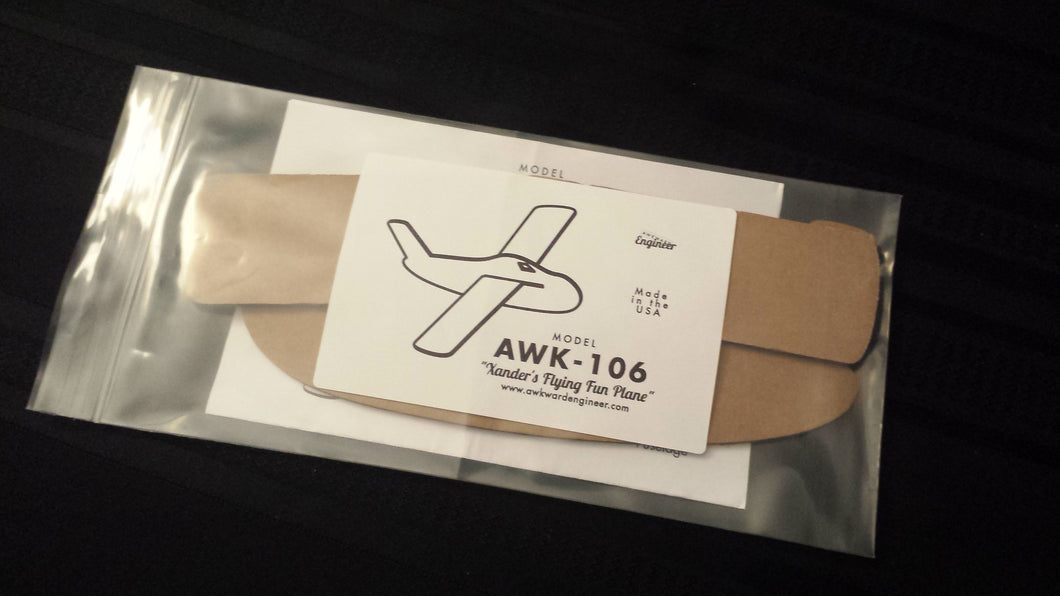 MODEL
Engineer
Made
in the
USA
MODEL
AWK-106
"Xander's Flying Fun Plane"
www.awkwardengineer.com